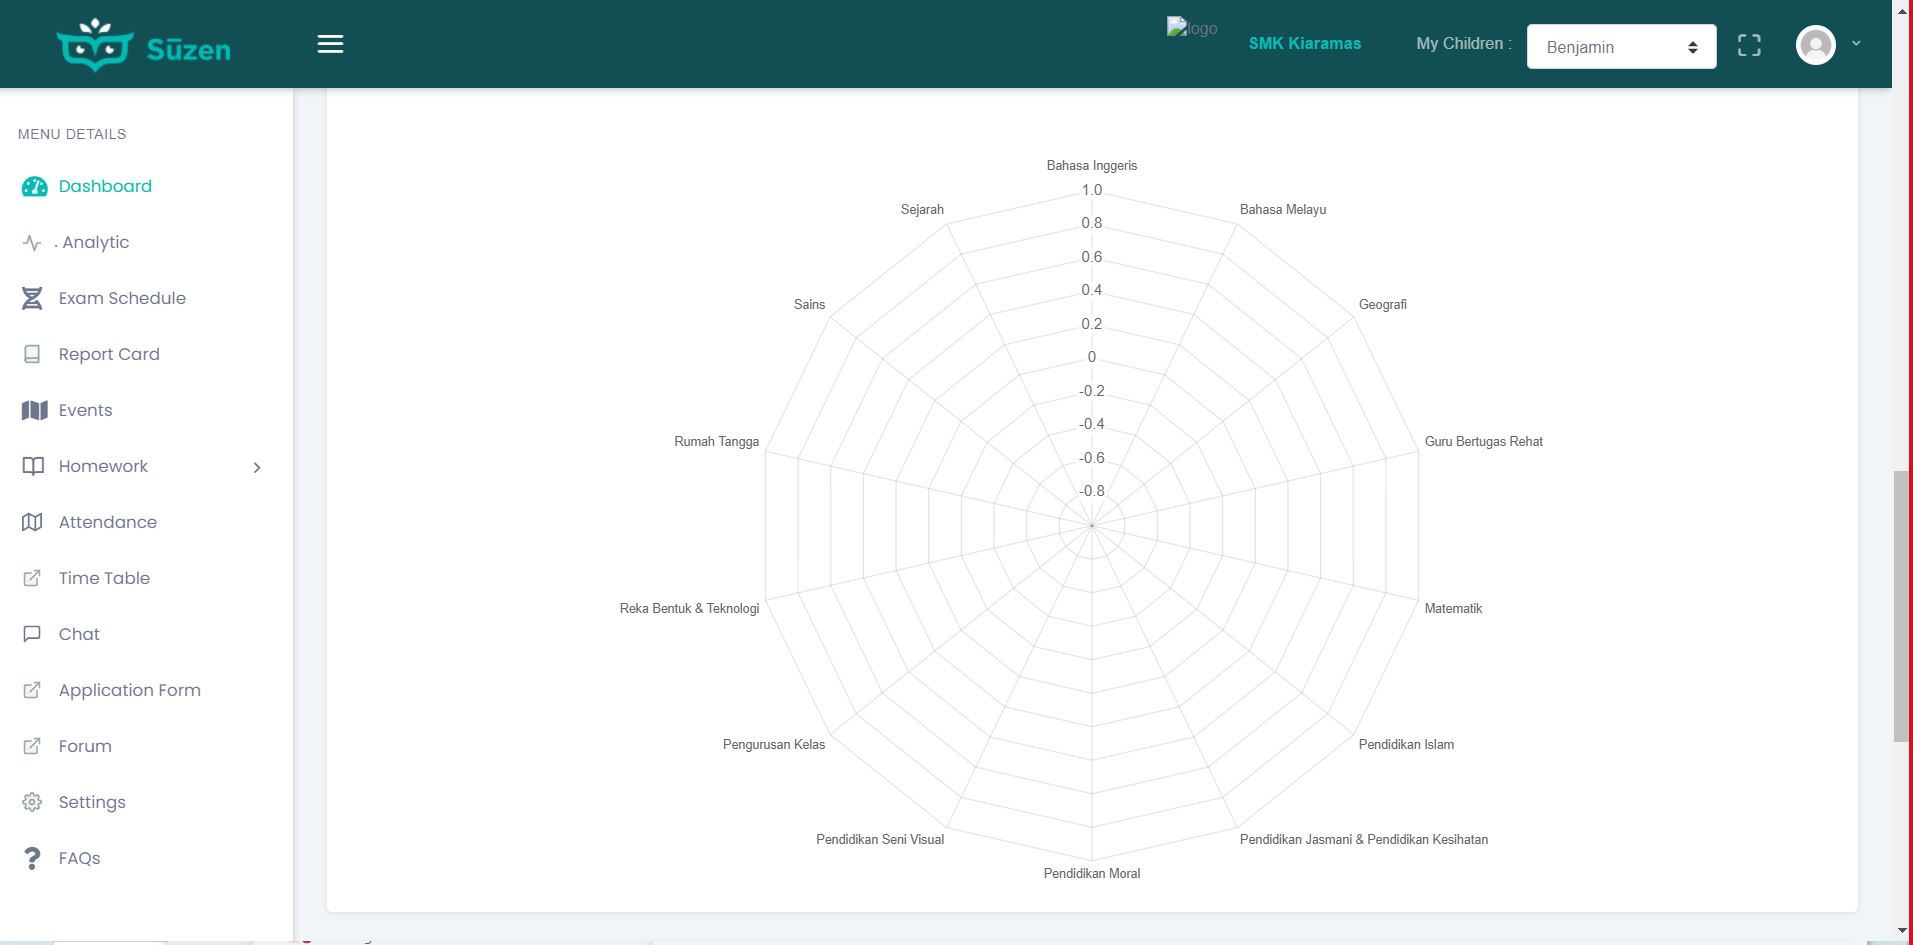 Sūzen
logo
SMK Kiaramas
My Children :
Benjamin
MENU DETAILS
Dashboard
. Analytic
Exam Schedule
Report Card
Events
Homework
Attendance
Time Table
Chat
Application Form
Forum
Settings
FAQs
Bahasa Inggeris
Bahasa Melayu
Geografi
Guru Bertugas Rehat
Matematik
Pendidikan Islam
Pendidikan Jasmani & Pendidikan Kesihatan
Pendidikan Moral
Pendidikan Seni Visual
Pengurusan Kelas
Reka Bentuk & Teknologi
Rumah Tangga
Sains
Sejarah
1.0
0.8
0.6
0.4
0.2
0
-0.2
-0.4
-0.6
-0.8